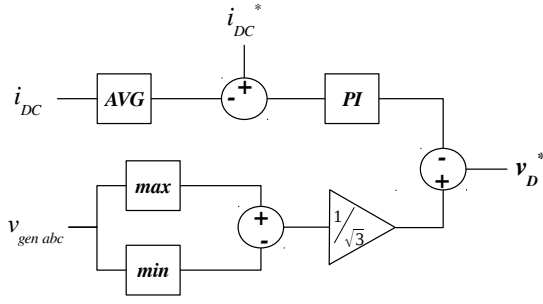 i_DC*
i_DC AVG - + PI
- +
v_D*
max
v_gen abc + - 1/√3
min